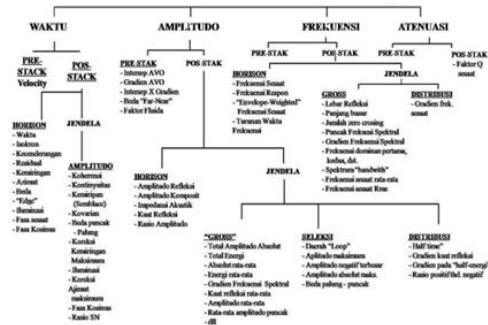 WAKTU
AMPLITUDO
FREKUENSI
ATENUASI
PRE-
STACK
Velocity
POS-
STACK
HORISON
- Waktu
- Isokron
- Kecenderungan
- Residual
- Kemiringan
- Azimut
- Beda
"Edge"
- Iluminasi
- Fasa sesaat
- Fasa Kosinus
JENDELA
AMPLITUDO
- Koherensi
- Kontinyuitas
- Kemiripan
(Semblace)
- Kovarian
- Beda puncak
- Palung
- Koreksi
Kemiringan
Maksimum
- Iluminasi
- Koreksi
Ajimut
maksimum
- Fasa Kosinus
- Rasio SN
PRE-STAK
- Intersep AVO
- Gradien AVO
- Intersep X Gradien
- Beda "Far-Near"
- Faktor Fluida
POS-STAK
HORISON
- Amplitudo Refleksi
- Amplitudo Komposit
- Impedansi Akustik
- Kuat Refleksi
- Rasio Amplitudo
JENDELA
"GROSS"
- Total Amplitudo Absolut
- Total Energi
- Absolut rata-rata
- Energi rata-rata
- Gradien Frekuensi Spektral
- Kuat refleksi rata-rata
- Amplitudo rata-rata
- Rata-rata amplitudo puncak
- dll
SELEKSI
- Daerah "Loop"
- Aplitudo maksimum
- Amplitudo negatif terbesar
- Amplitudo absolut maks.
- Beda palung - puncak
DISTRIBUSI
- Half time"
- Gradien kuat refleksi
- Gradien pada "half-energi"
- Rasio positif thd. negatif
PRE-STAK
POS-STAK
HORISON
- Frekuensi Sesaat
- Frekuensi Respon
- "Envelope-Weighted"
Frekuensi Sesaat
- Turunan Waktu
Frekuensi
JENDELA
GROSS
- Lebar Refleksi
- Panjang busur
- Jumlah zero crossing
- Puncak Frekuensi Spektral
- Gradien Frekuensi Spektral
- Frekuensi dominan pertama,
kedua, dst.
- Spektrum "bandwith"
- Frekuensi sesaat rata-rata
- Frekuensi sesaat Rms
DISTRIBUSI
- Gradien frek.
sesaat
PRE-STAK
POS-STAK
- Faktor Q
sesaat